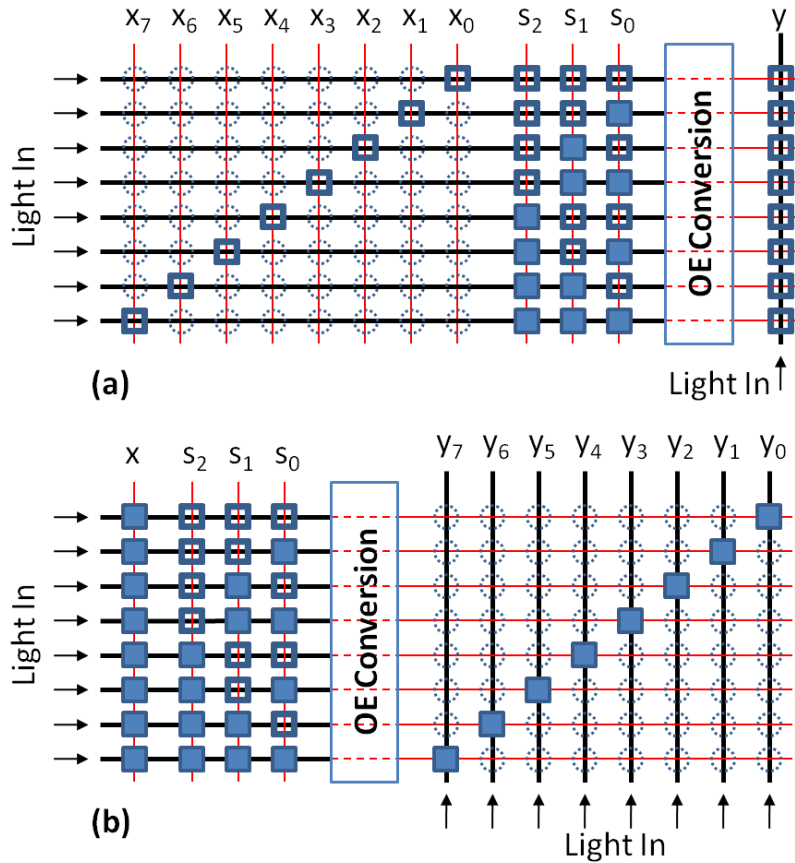 x₇ x₆ x₅ x₄ x₃ x₂ x₁ x₀ s₂ s₁ s₀ y
Light In
OE Conversion
(a)
Light In
x s₂ s₁ s₀ y₇ y₆ y₅ y₄ y₃ y₂ y₁ y₀
Light In
OE Conversion
(b)
Light In